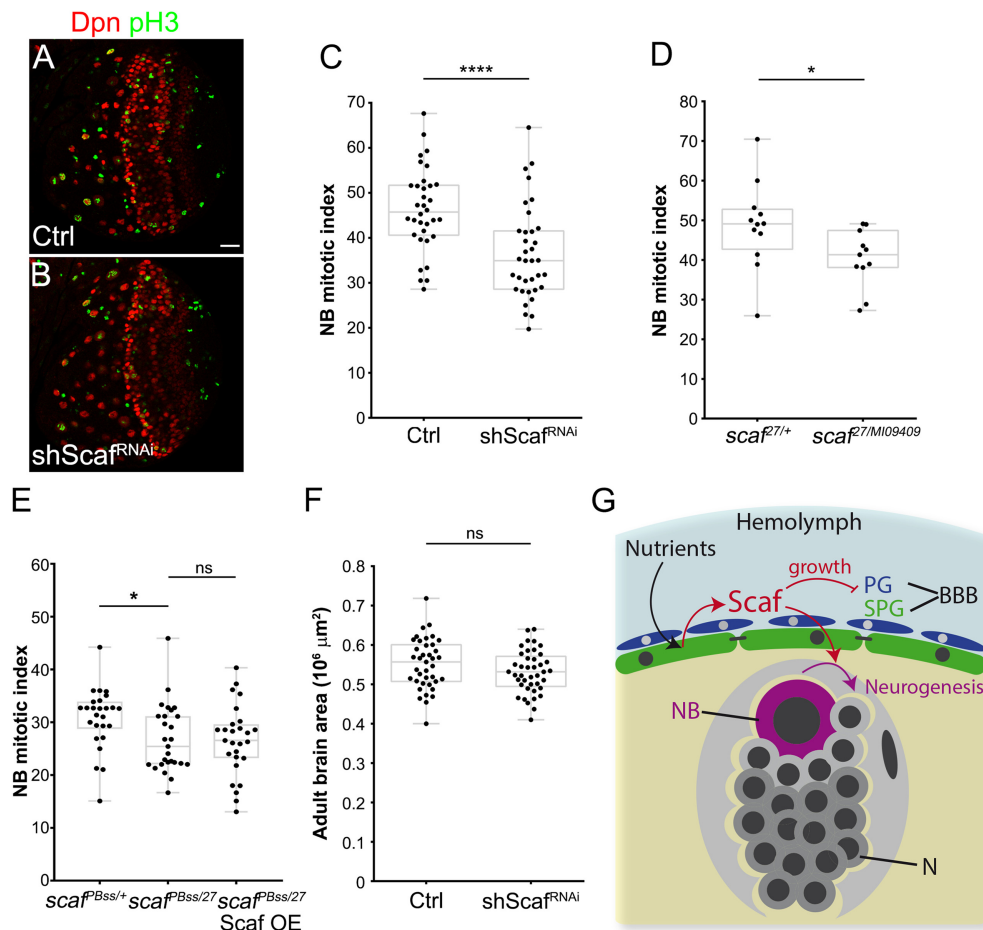 Dpn pH3
A
Ctrl
B
shScaf^RNAi
C
****
NB mitotic index
70
60
50
40
30
20
10
0
Ctrl
shScaf^RNAi
D
*
NB mitotic index
80
70
60
50
40
30
20
10
0
scaf^27/+
scaf^27/MI09409
E
ns
*
NB mitotic index
60
50
40
30
20
10
0
scaf^PBss/+
scaf^PBss/27
scaf^PBss/27
Scaf OE
F
ns
Adult brain area (10^6 μm^2)
0.8
0.7
0.6
0.5
0.4
0.3
0.2
0.1
0.0
Ctrl
shScaf^RNAi
G
Hemolymph
Nutrients
growth
Scaf
PG
SPG
BBB
Neurogenesis
NB
N